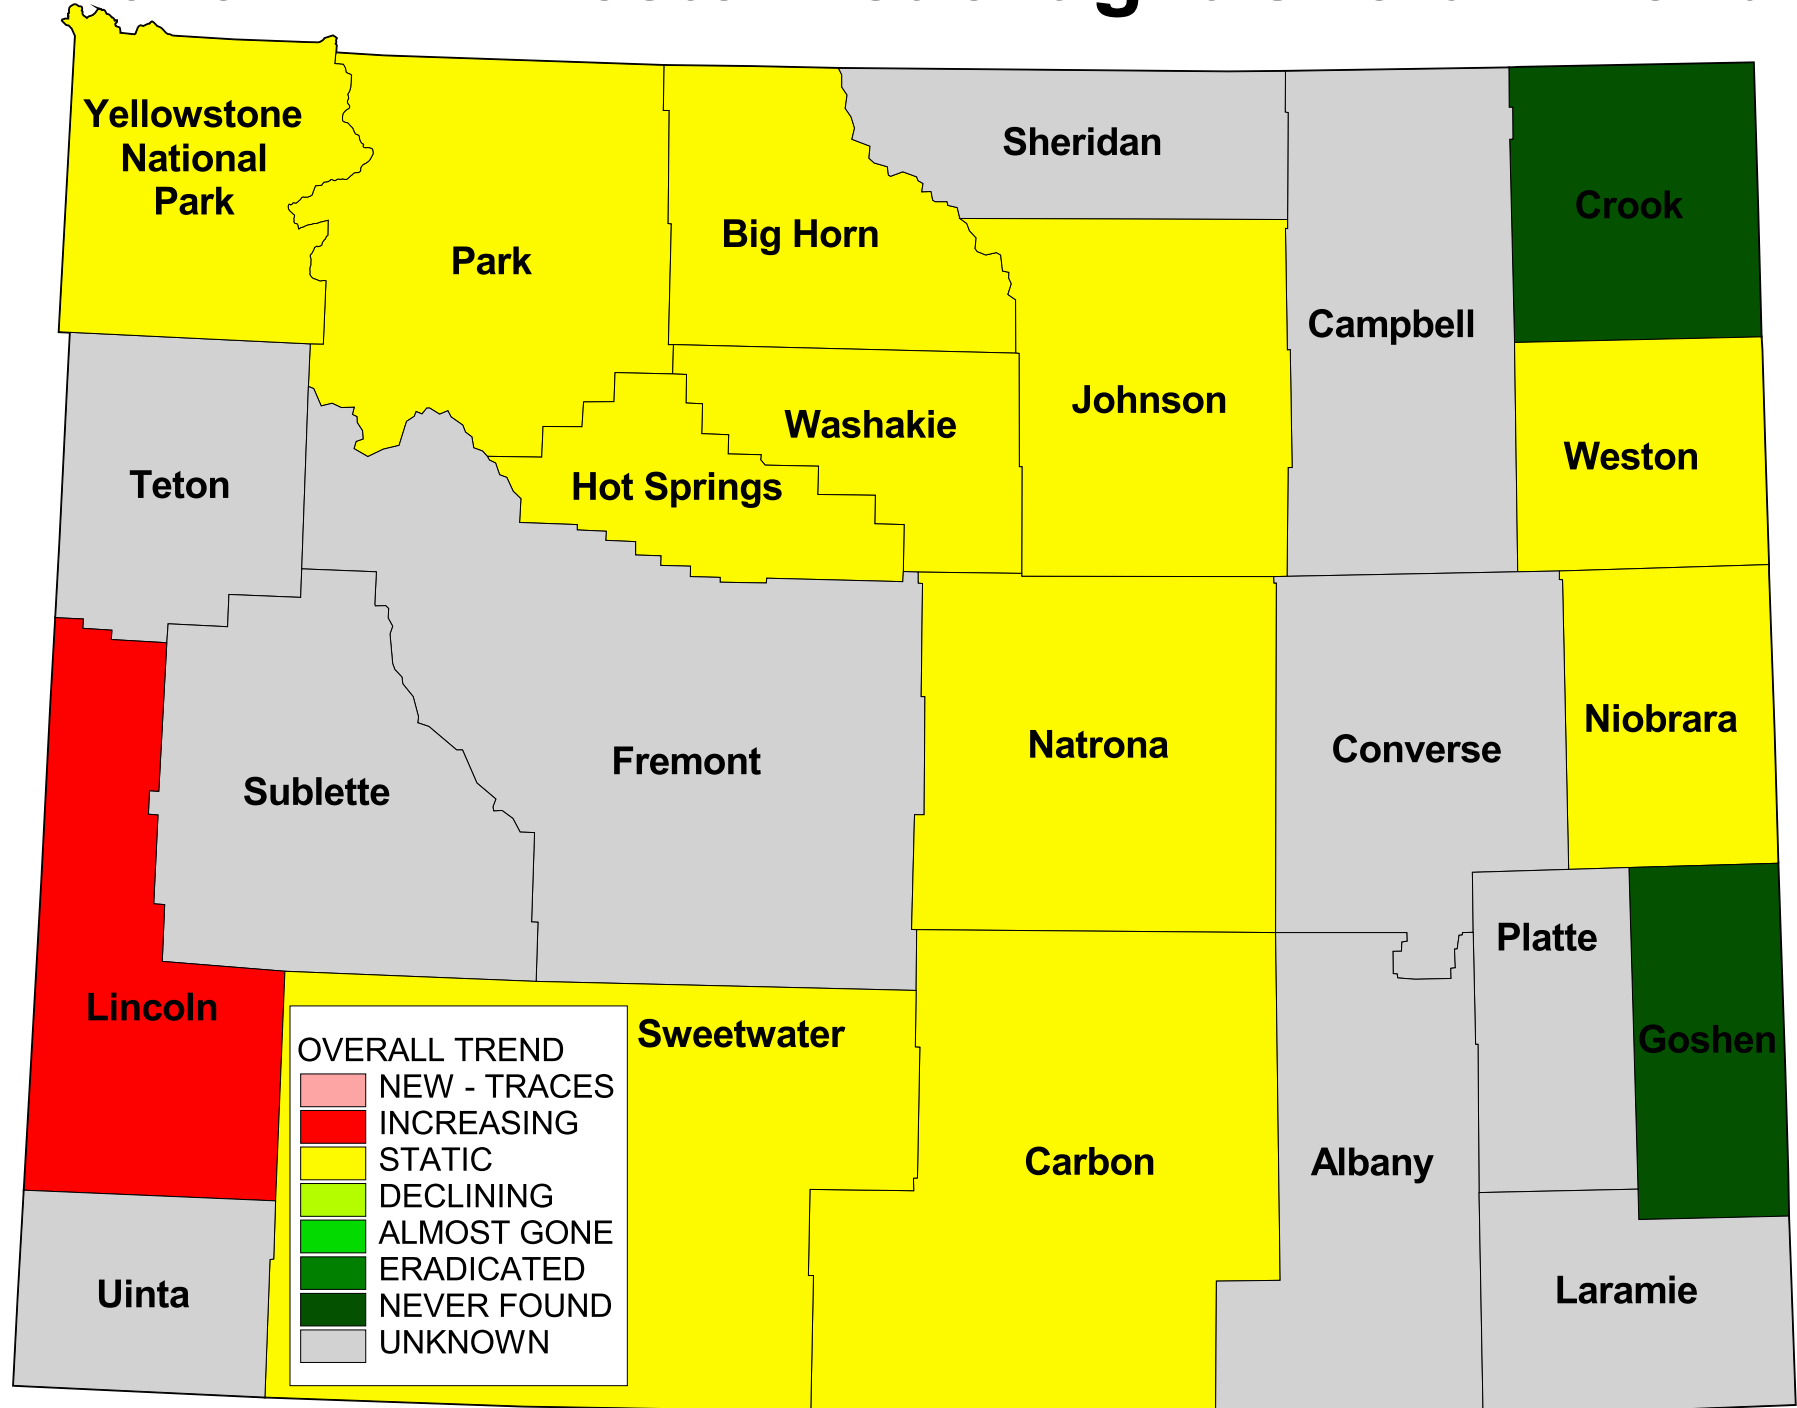 Yellowstone
National
Park
Park
Big Horn
Sheridan
Campbell
Crook
Teton
Hot Springs
Washakie
Johnson
Weston
Sublette
Fremont
Natrona
Converse
Niobrara
Lincoln
Sweetwater
Carbon
Albany
Platte
Goshen
Uinta
Laramie
OVERALL TREND
NEW - TRACES
INCREASING
STATIC
DECLINING
ALMOST GONE
ERADICATED
NEVER FOUND
UNKNOWN